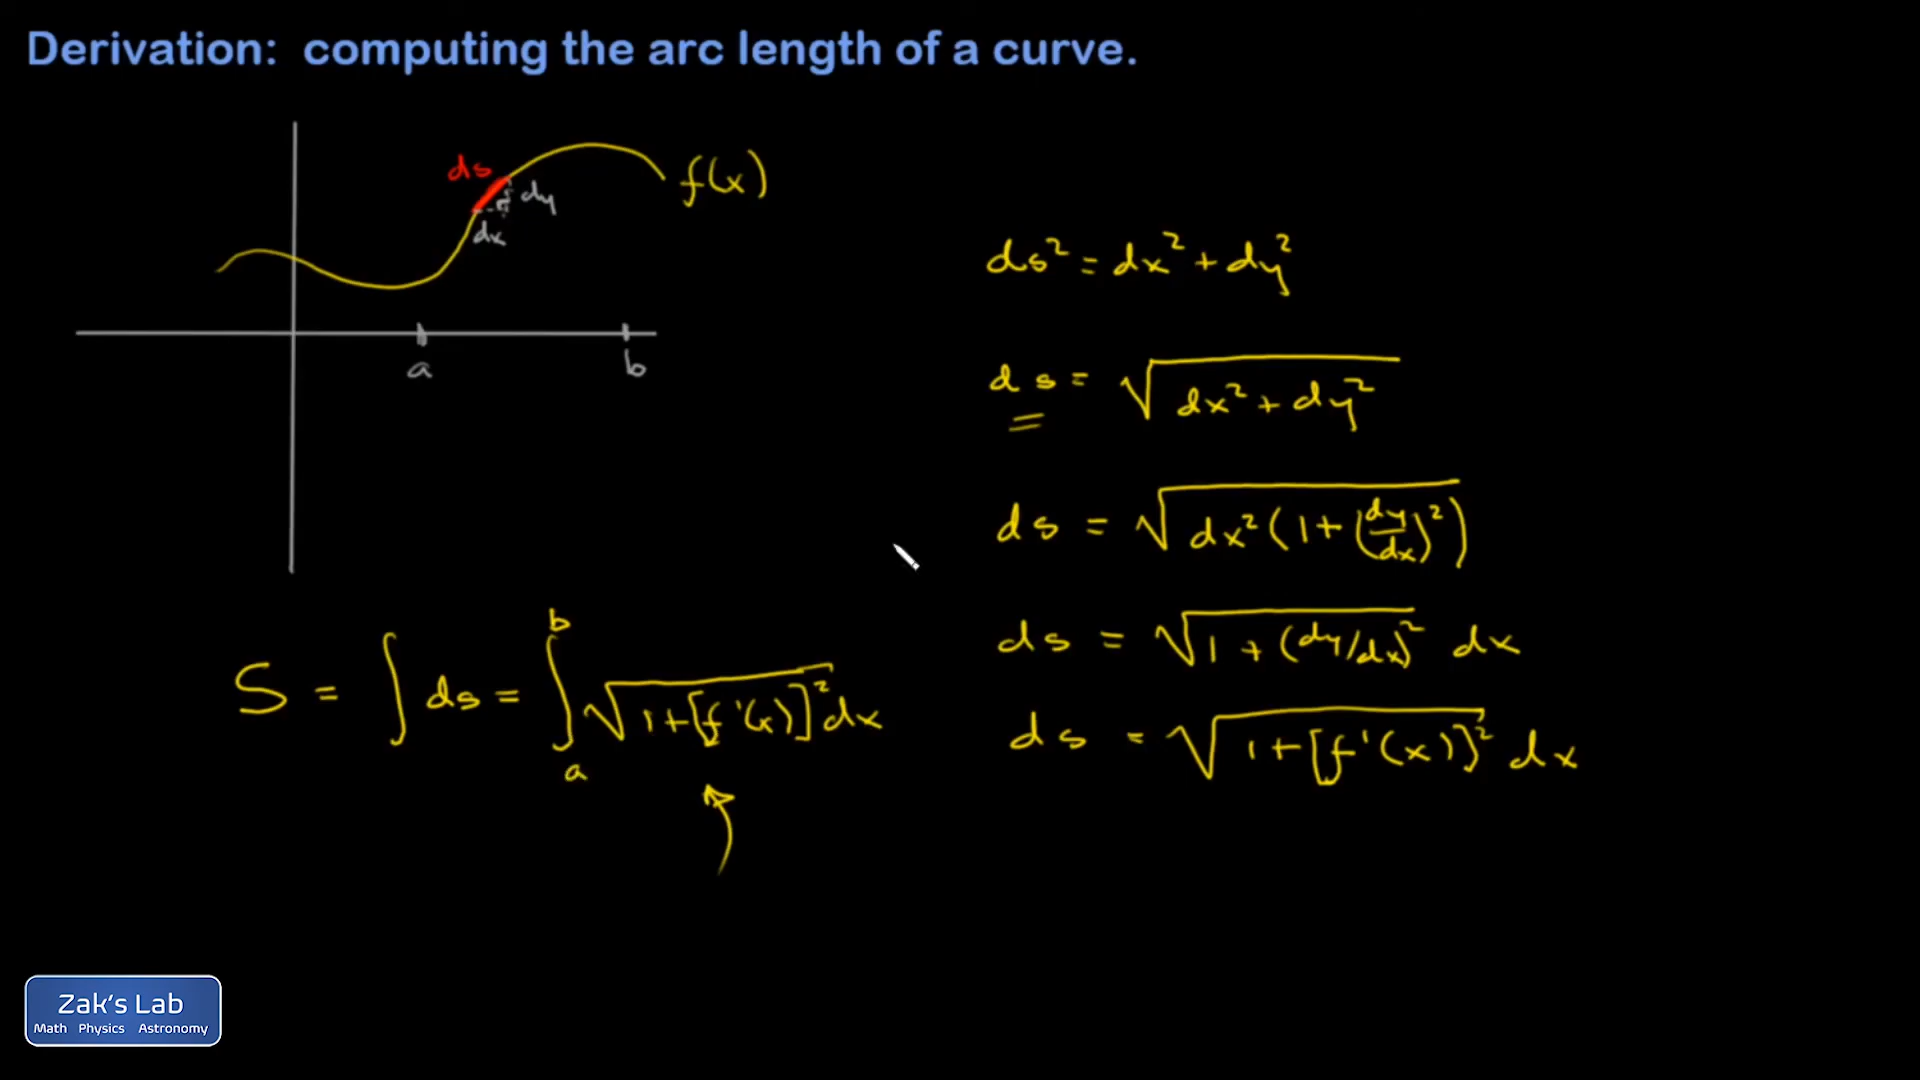 Derivation: computing the arc length of a curve.
ds
dy
dx
f(x)
a
b
ds² = dx² + dy²
ds = √(dx² + dy²)
ds = √(dx²(1 + (dy/dx)²))
ds = √(1 + (dy/dx)²) dx
ds = √(1 + [f'(x)]²) dx
S = ∫ ds = ∫ₐᵇ √(1+[f'(x)]²) dx
Zak's Lab
Math Physics Astronomy